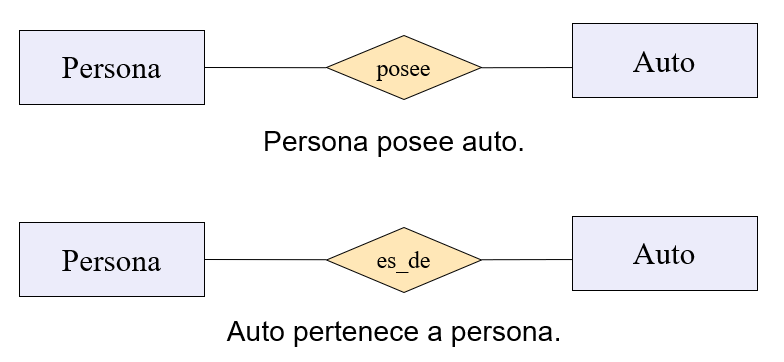 Persona
posee
Auto
Persona posee auto.
Persona
es_de
Auto
Auto pertenece a persona.